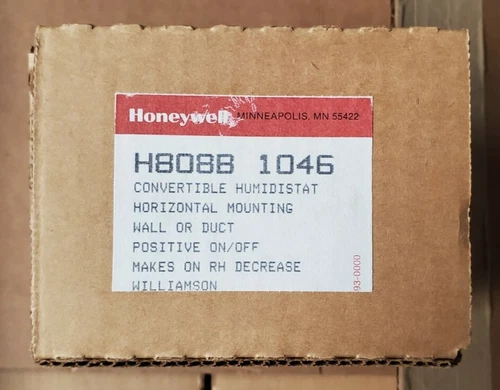 Honeywell MINNEAPOLIS, MN 55422
H808B 1046
CONVERTIBLE HUMIDISTAT
HORIZONTAL MOUNTING
WALL OR DUCT
POSITIVE ON/OFF
MAKES ON RH DECREASE
WILLIAMSON
93-0000